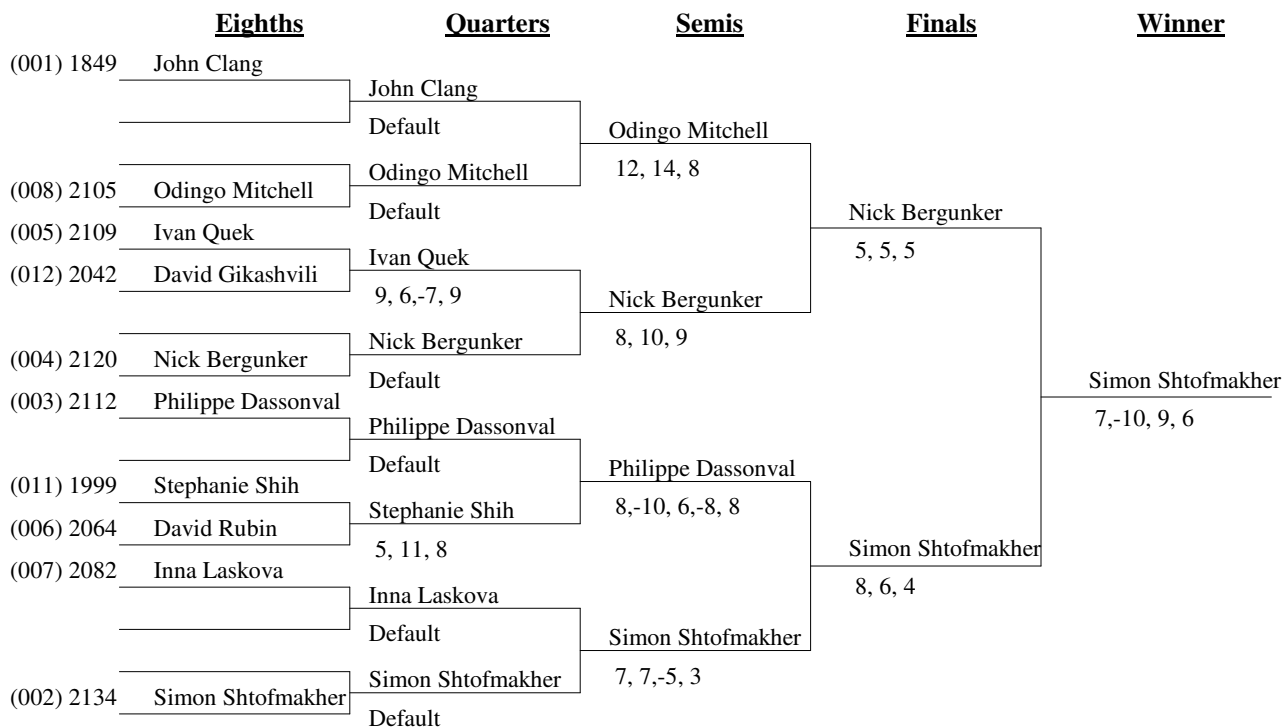 Eighths Quarters Semis Finals Winner
(001) 1849 John Clang
John Clang
Default
Odingo Mitchell
12, 14, 8
(008) 2105 Odingo Mitchell
Odingo Mitchell
Default
Nick Bergunker
5, 5, 5
(005) 2109 Ivan Quek
Ivan Quek
9, 6,-7, 9
(012) 2042 David Gikashvili
Nick Bergunker
8, 10, 9
Nick Bergunker
Default
(004) 2120 Nick Bergunker
Simon Shtofmakher
7,-10, 9, 6
(003) 2112 Philippe Dassonval
Philippe Dassonval
Default
Philippe Dassonval
8,-10, 6,-8, 8
(011) 1999 Stephanie Shih
Stephanie Shih
5, 11, 8
(006) 2064 David Rubin
Simon Shtofmakher
8, 6, 4
(007) 2082 Inna Laskova
Inna Laskova
Default
Simon Shtofmakher
7, 7,-5, 3
Simon Shtofmakher
Default
(002) 2134 Simon Shtofmakher